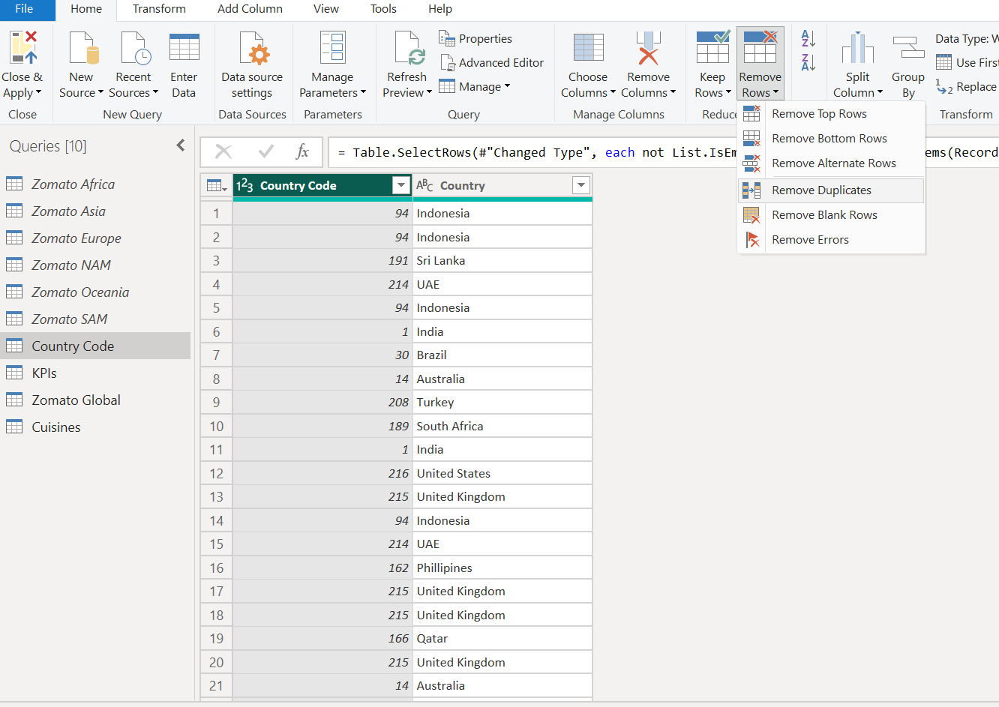 File Home Transform Add Column View Tools Help
Close & Apply
New Source
Recent Sources
Enter Data
Data source settings
Manage Parameters
Refresh Preview
Properties
Advanced Editor
Manage
Choose Columns
Remove Columns
Keep Rows
Remove Rows
A
Z
Z
A
Split Column
Group By
Data Type: W
Use Firs
1 2 Replace
Close New Query Data Sources Parameters Query Manage Columns Reduc Transform
Remove Top Rows
Remove Bottom Rows
Remove Alternate Rows
Remove Duplicates
Remove Blank Rows
Remove Errors
Queries [10]
Zomato Africa
Zomato Asia
Zomato Europe
Zomato NAM
Zomato Oceania
Zomato SAM
Country Code
KPIs
Zomato Global
Cuisines
fx = Table.SelectRows(#"Changed Type", each not List.IsEm ems(Record
123 Country Code ABC Country
1 94 Indonesia
2 94 Indonesia
3 191 Sri Lanka
4 214 UAE
5 94 Indonesia
6 1 India
7 30 Brazil
8 14 Australia
9 208 Turkey
10 189 South Africa
11 1 India
12 216 United States
13 215 United Kingdom
14 94 Indonesia
15 214 UAE
16 162 Phillipines
17 215 United Kingdom
18 215 United Kingdom
19 166 Qatar
20 215 United Kingdom
21 14 Australia